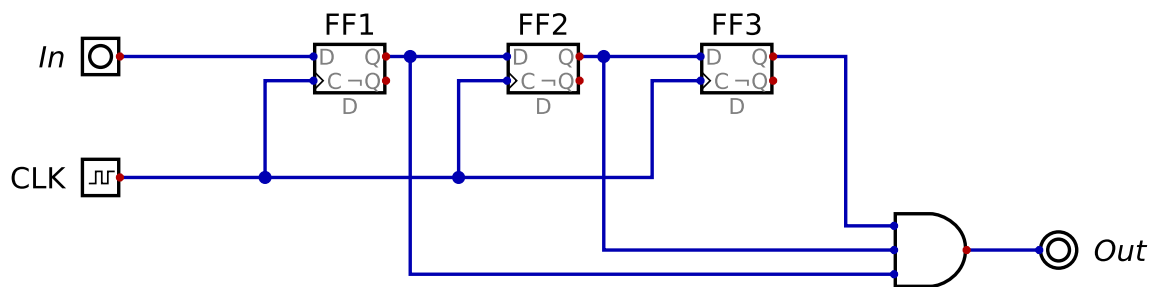 FF1 FF2 FF3
In D Q D Q D Q
C ¬Q C ¬Q C ¬Q
D D D
CLK
Out